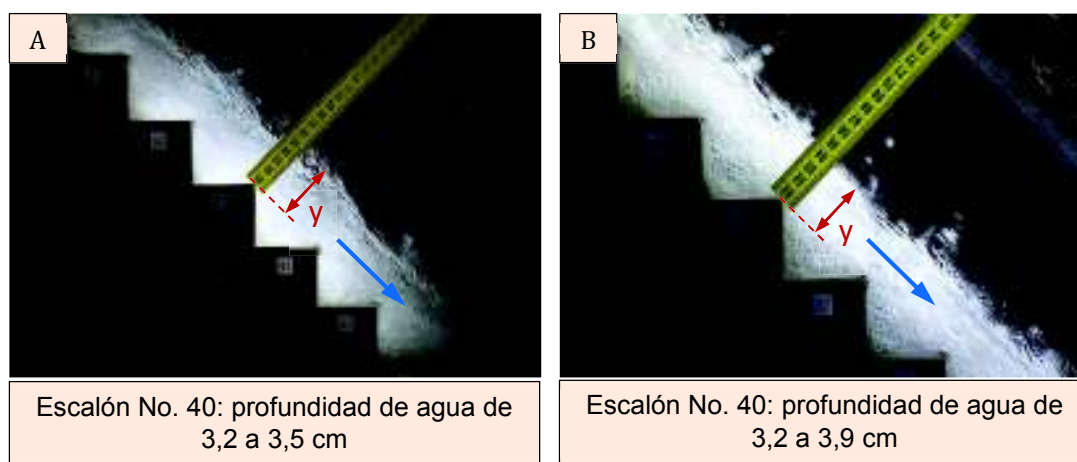 A
B
y
y
Escalón No. 40: profundidad de agua de
3,2 a 3,5 cm
Escalón No. 40: profundidad de agua de
3,2 a 3,9 cm